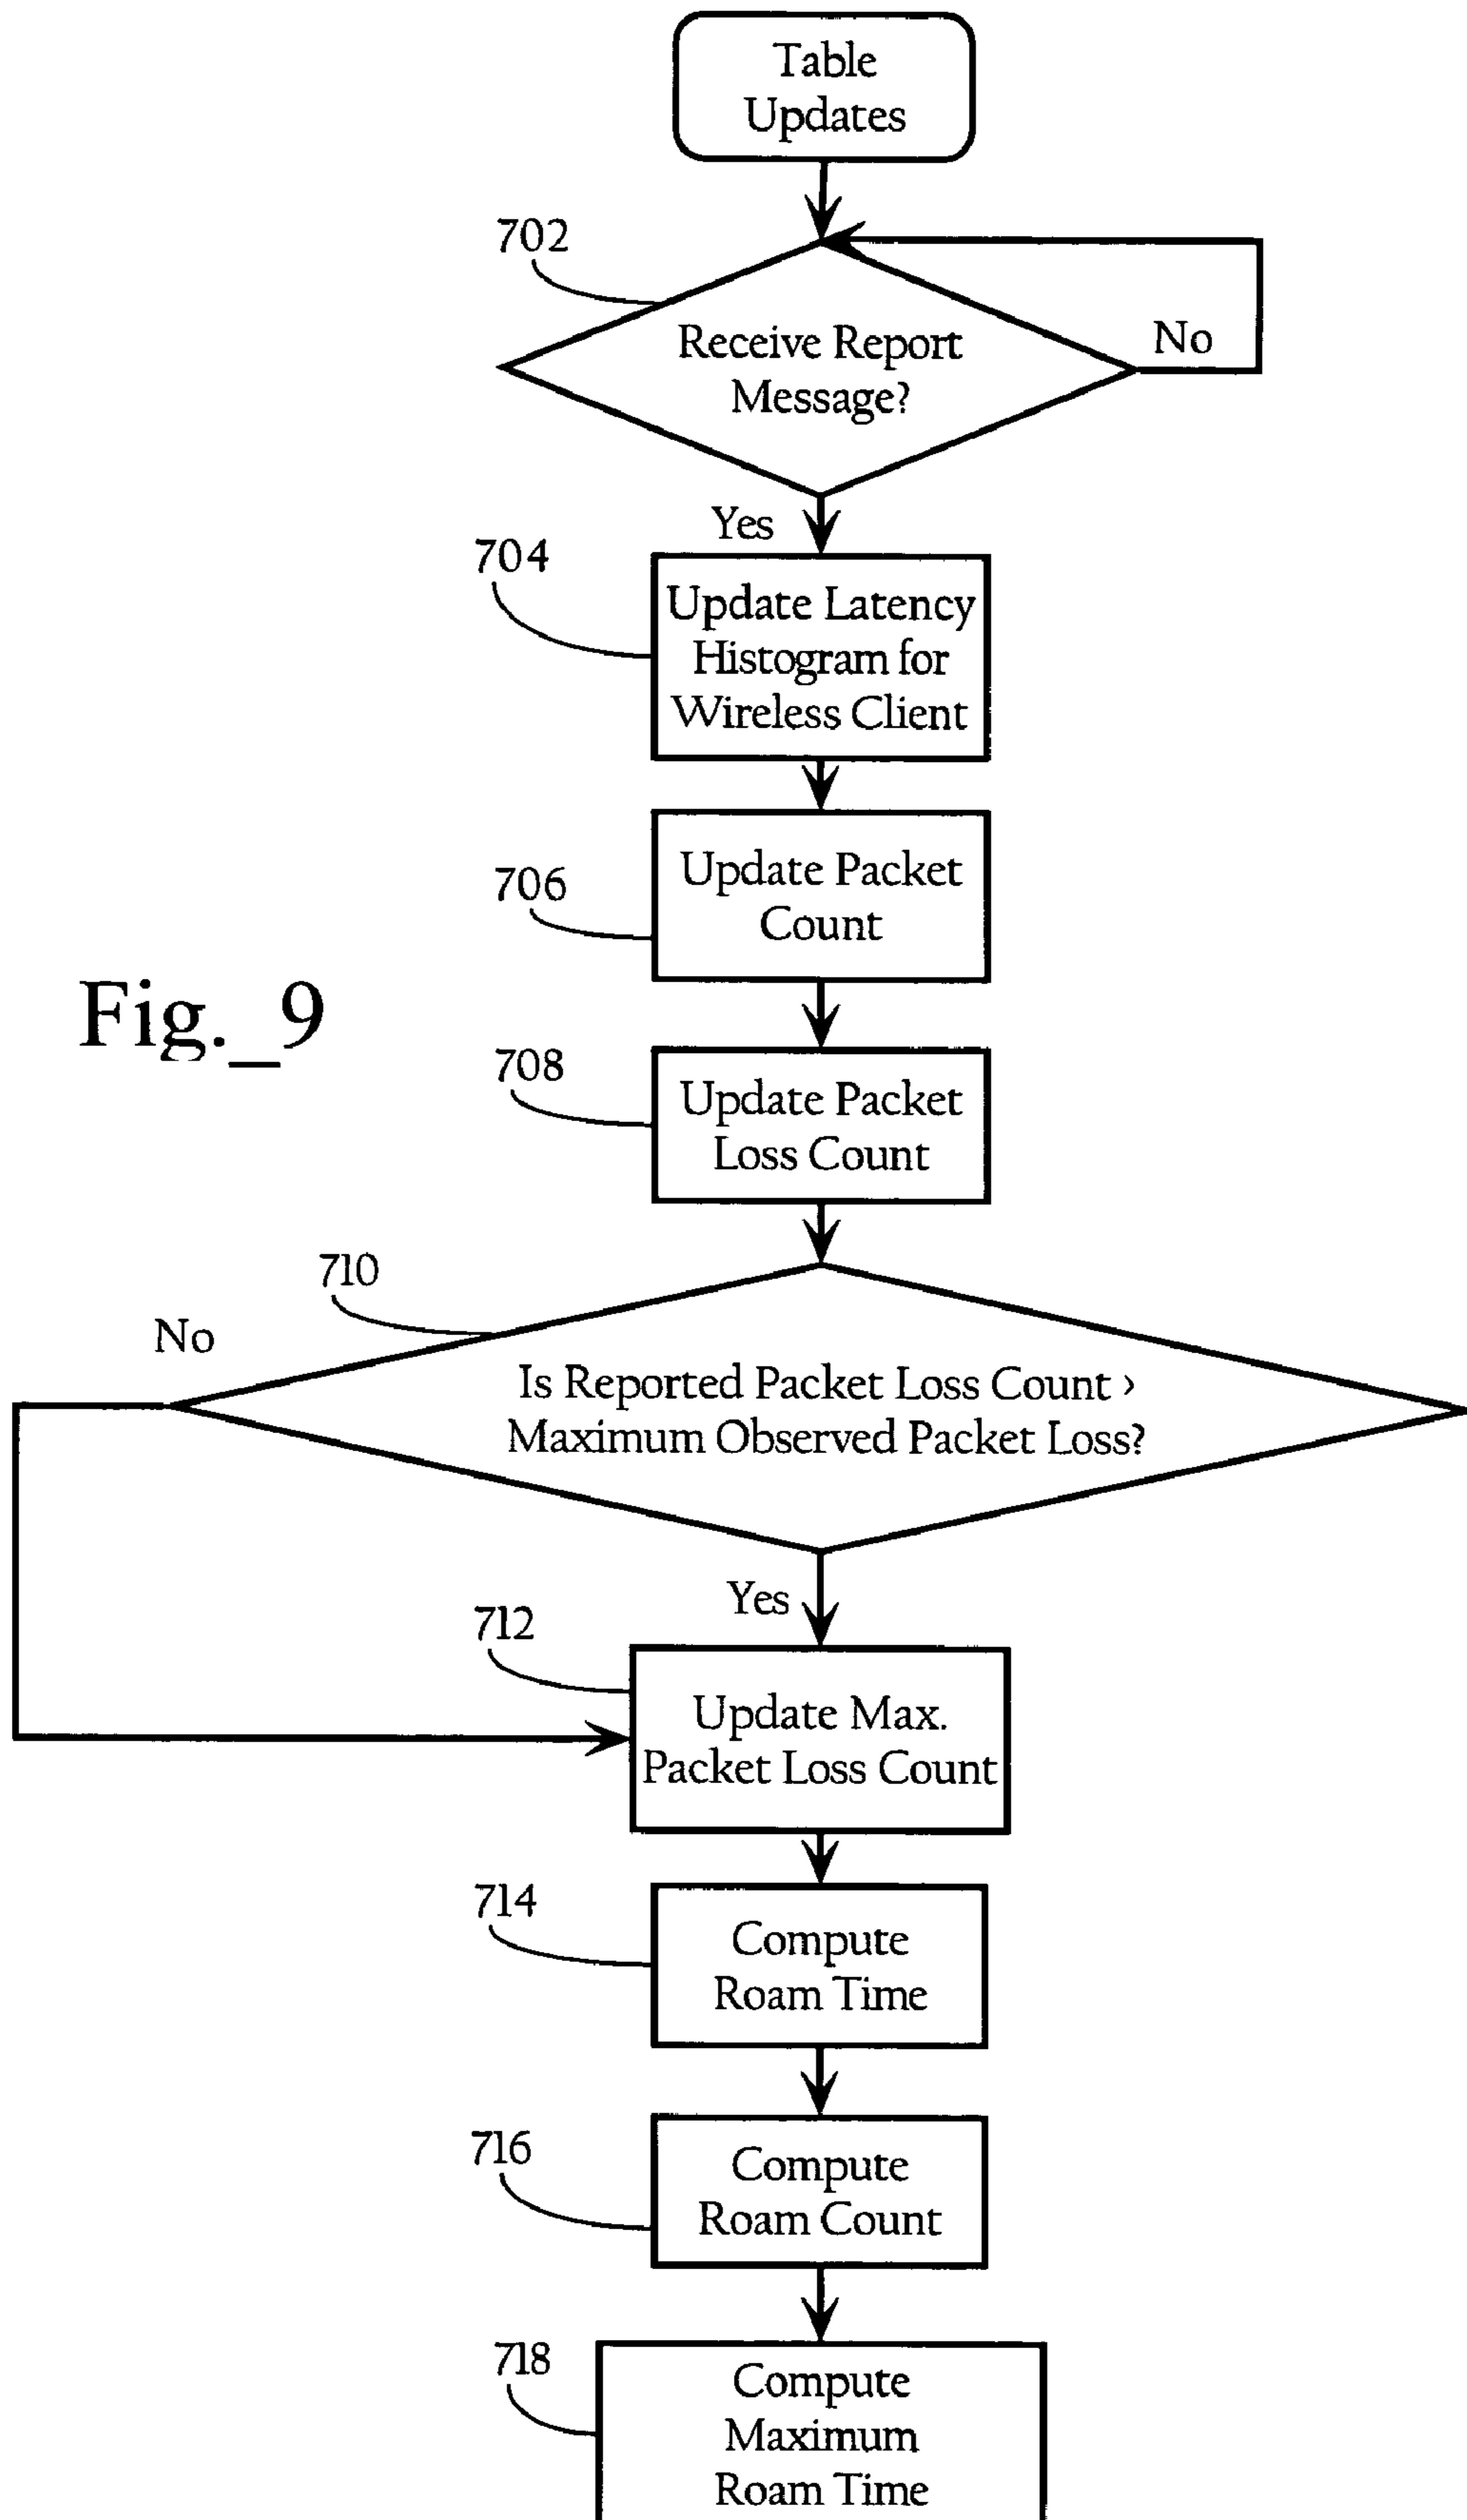 Table
Updates
702
Receive Report
Message?
No
Yes
704
Update Latency
Histogram for
Wireless Client
706
Update Packet
Count
Fig._9
708
Update Packet
Loss Count
710
No
Is Reported Packet Loss Count >
Maximum Observed Packet Loss?
Yes
712
Update Max.
Packet Loss Count
714
Compute
Roam Time
716
Compute
Roam Count
718
Compute
Maximum
Roam Time